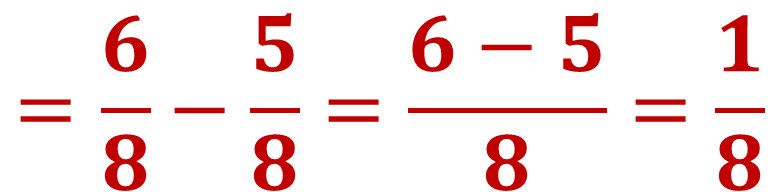 = 6/8 − 5/8 = (6 − 5)/8 = 1/8